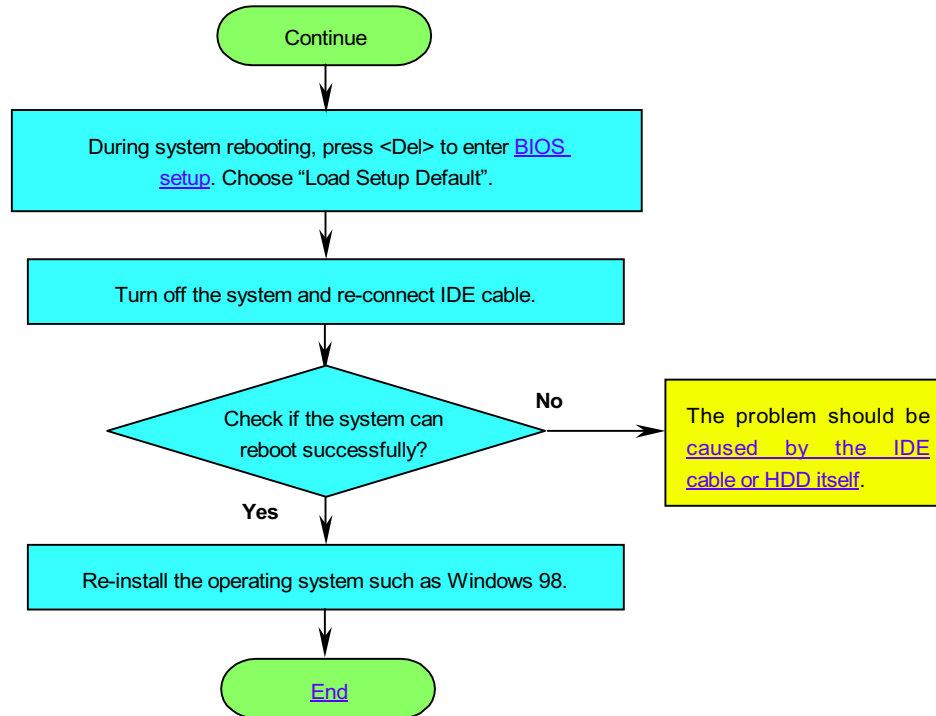 Continue
During system rebooting, press <Del> to enter BIOS
setup. Choose “Load Setup Default”.
Turn off the system and re-connect IDE cable.
Check if the system can
reboot successfully?
No
The problem should be
caused by the IDE
cable or HDD itself.
Yes
Re-install the operating system such as Windows 98.
End